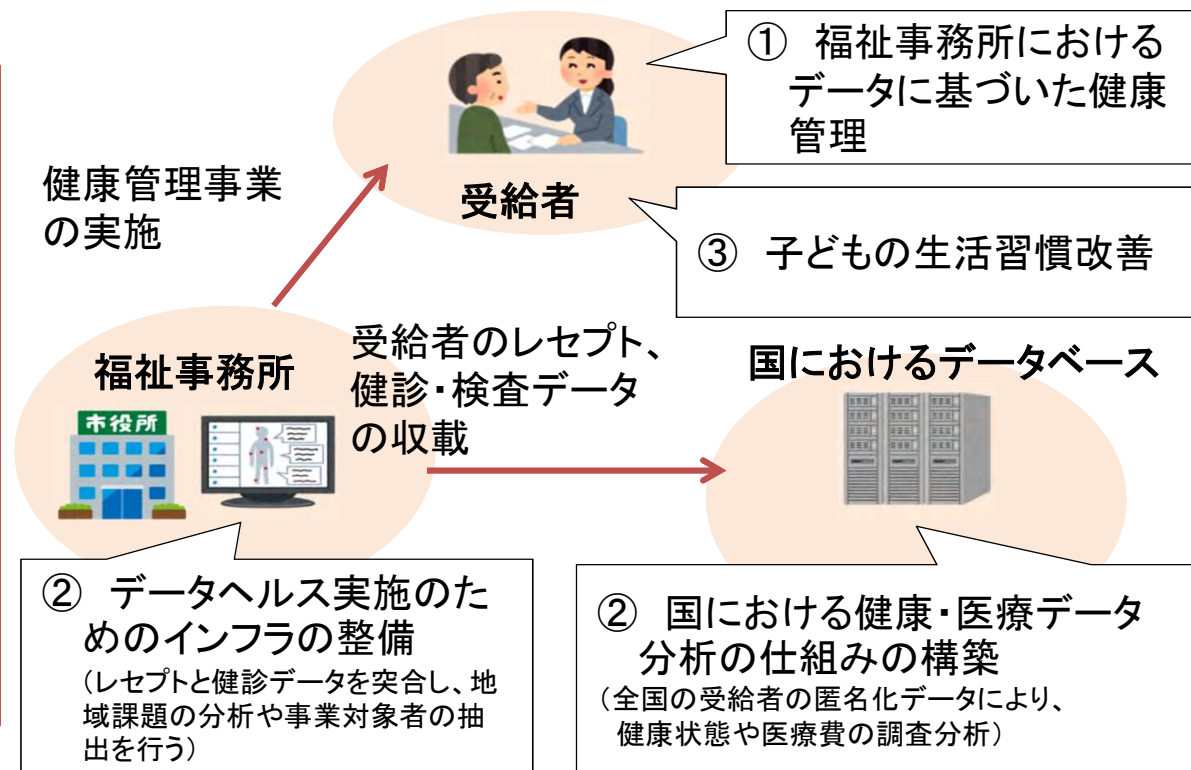 ① 福祉事務所における
データに基づいた健康
管理
健康管理事業
の実施
受給者
③ 子どもの生活習慣改善
福祉事務所
市役所
受給者のレセプト、
健診・検査データ
の収載
国におけるデータベース
② データヘルス実施のた
めのインフラの整備
（レセプトと健診データを突合し、地
域課題の分析や事業対象者の抽
出を行う）
② 国における健康・医療データ
分析の仕組みの構築
（全国の受給者の匿名化データにより、
健康状態や医療費の調査分析）